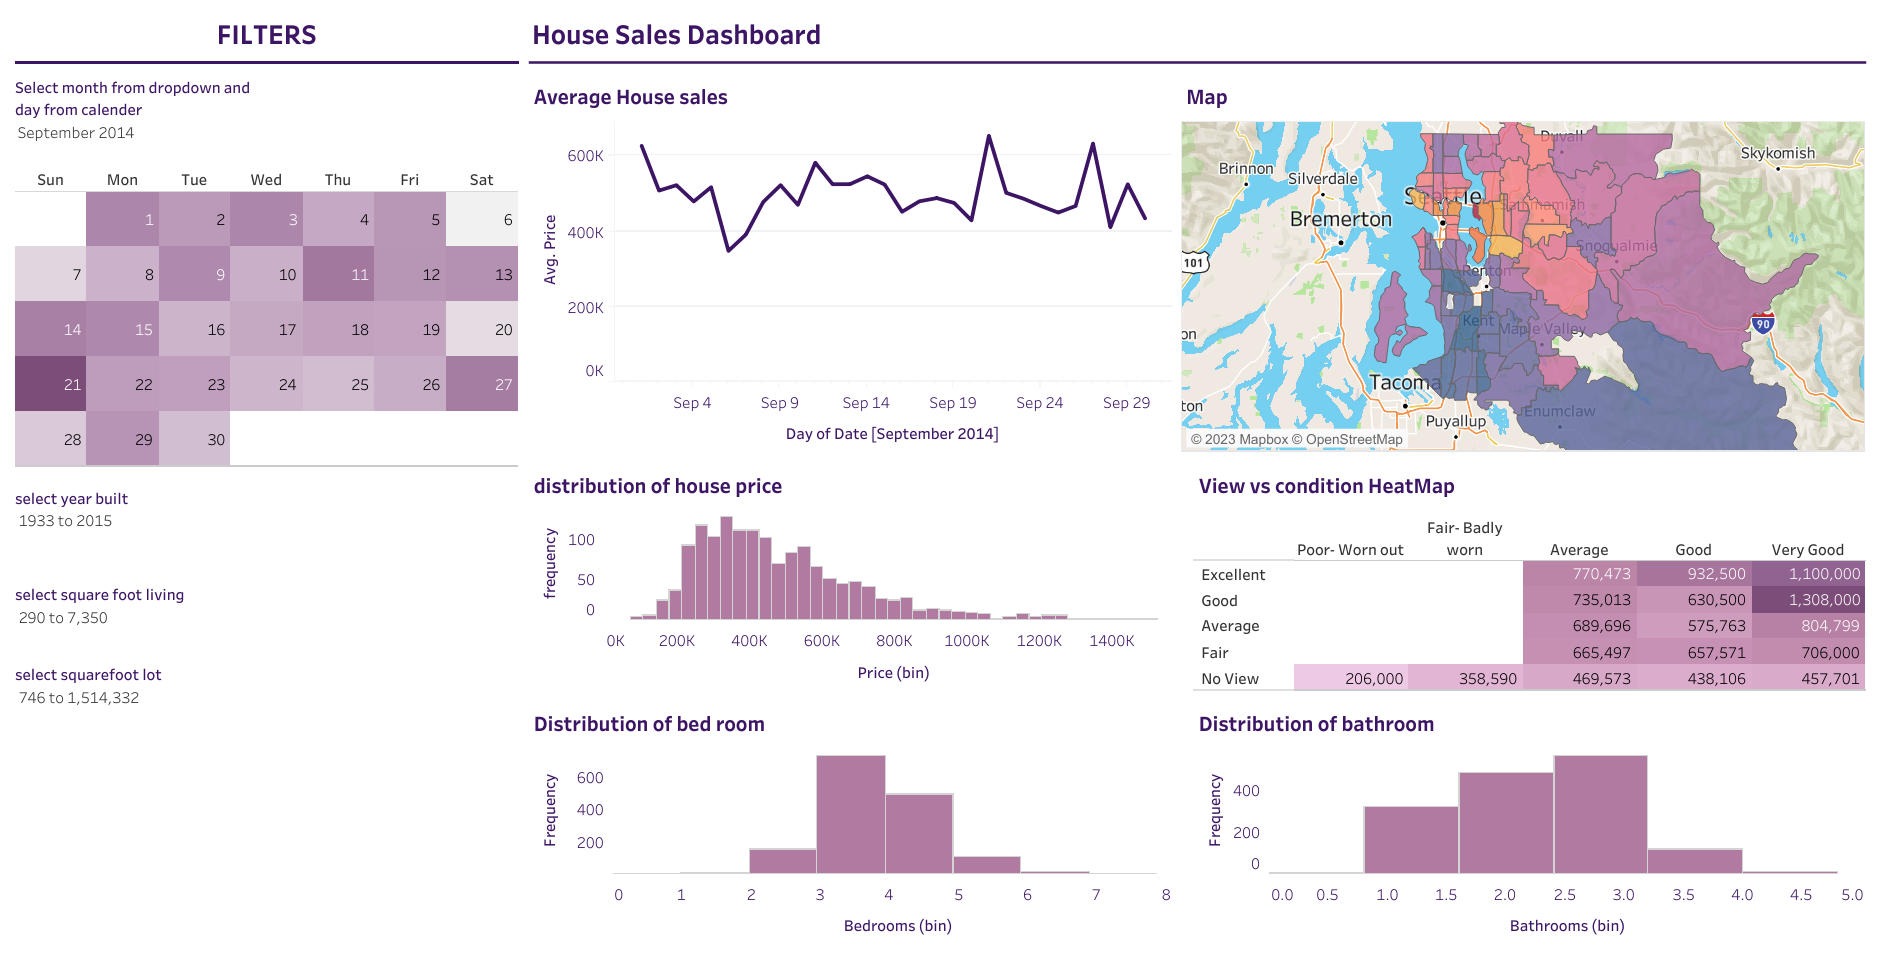 FILTERS
Select month from dropdown and
day from calender
September 2014
Sun Mon Tue Wed Thu Fri Sat
1 2 3 4 5 6
7 8 9 10 11 12 13
14 15 16 17 18 19 20
21 22 23 24 25 26 27
28 29 30
select year built
1933 to 2015
select square foot living
290 to 7,350
select squarefoot lot
746 to 1,514,332
House Sales Dashboard
Average House sales
Avg. Price
600K
400K
200K
0K
Sep 4 Sep 9 Sep 14 Sep 19 Sep 24 Sep 29
Day of Date [September 2014]
Map
Duvall
Skykomish
Brinnon
Silverdale
Seattle
Sammamish
Bremerton
Snoqualmie
101
Renton
90
Kent
Maple Valley
on
Tacoma
ton
Enumclaw
Puyallup
© 2023 Mapbox © OpenStreetMap
distribution of house price
frequency
100
50
0
0K 200K 400K 600K 800K 1000K 1200K 1400K
Price (bin)
View vs condition HeatMap
Fair- Badly
Poor- Worn out worn Average Good Very Good
Excellent 770,473 932,500 1,100,000
Good 735,013 630,500 1,308,000
Average 689,696 575,763 804,799
Fair 665,497 657,571 706,000
No View 206,000 358,590 469,573 438,106 457,701
Distribution of bed room
Frequency
600
400
200
0 1 2 3 4 5 6 7 8
Bedrooms (bin)
Distribution of bathroom
Frequency
400
200
0
0.0 0.5 1.0 1.5 2.0 2.5 3.0 3.5 4.0 4.5 5.0
Bathrooms (bin)